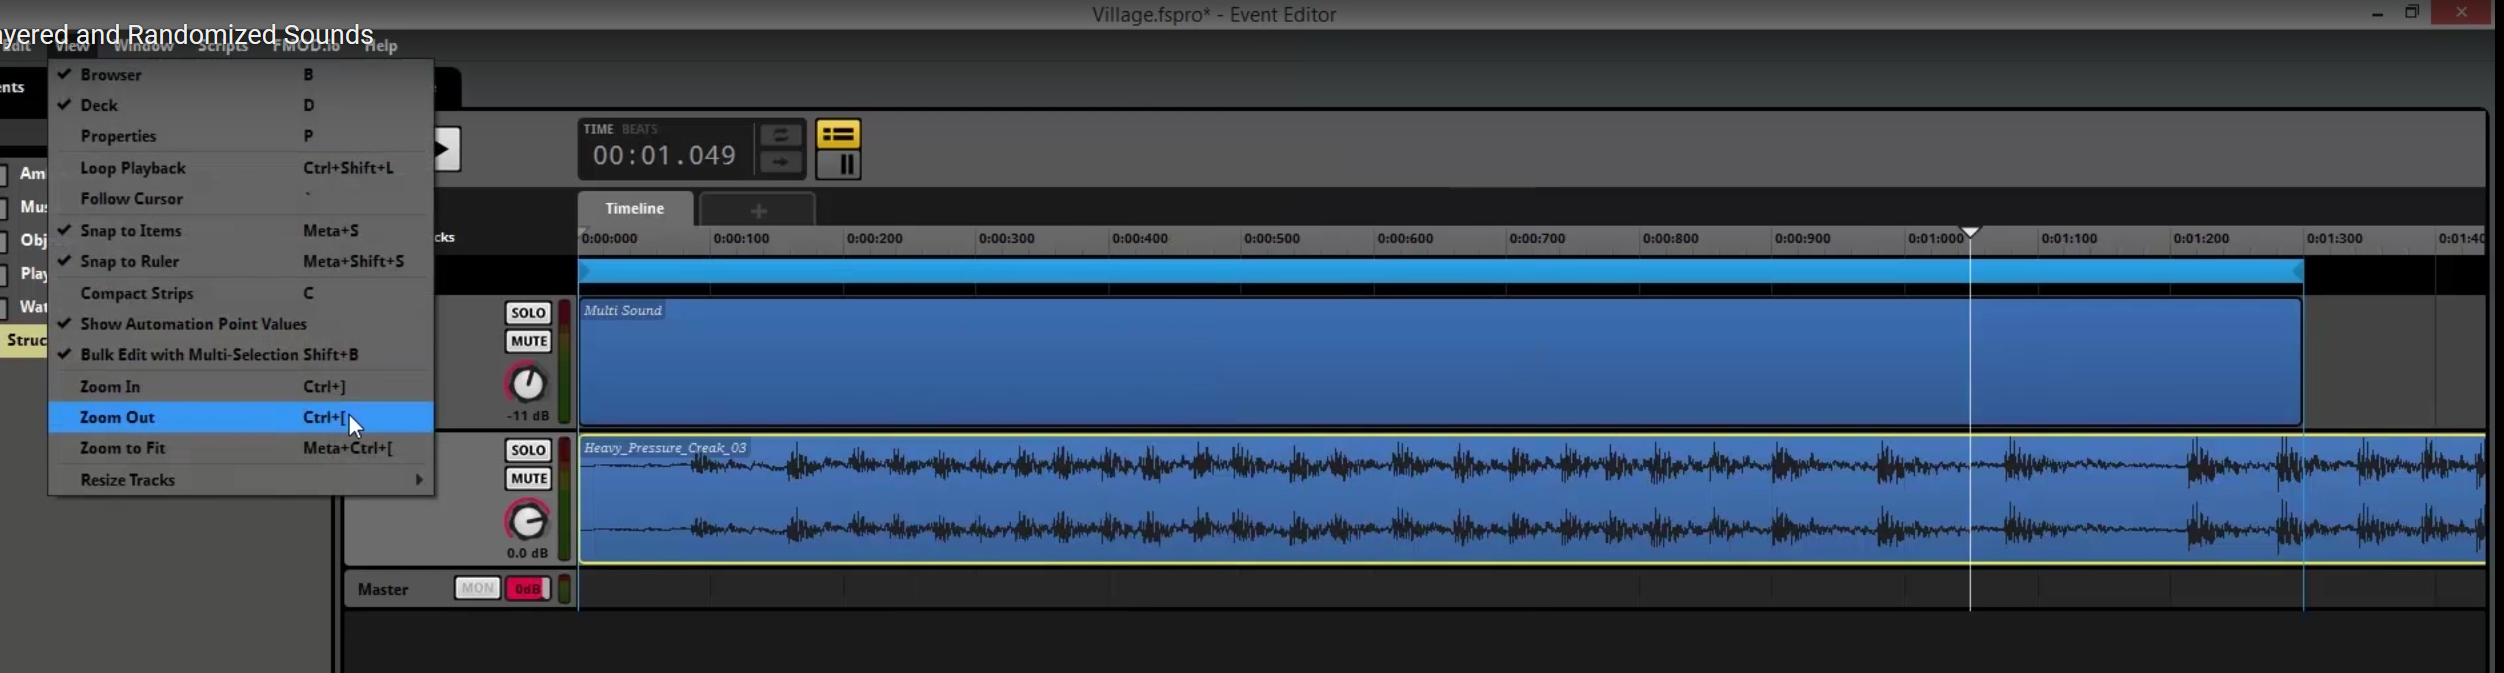 Village.fspro* - Event Editor
ayered and Randomized Sounds
Edit View Window Scripts FMOD.io Help
Browser B
Deck D
Properties P
Loop Playback Ctrl+Shift+L
Follow Cursor `
Snap to Items Meta+S
Snap to Ruler Meta+Shift+S
Compact Strips C
Show Automation Point Values
Bulk Edit with Multi-Selection Shift+B
Zoom In Ctrl+]
Zoom Out Ctrl+[
Zoom to Fit Meta+Ctrl+[
Resize Tracks
ents
Am
Mus
Obj
Play
Wat
Struc
TIME BEATS
00:01.049
Timeline +
cks
0:00:000 0:00:100 0:00:200 0:00:300 0:00:400 0:00:500 0:00:600 0:00:700 0:00:800 0:00:900 0:01:000 0:01:100 0:01:200 0:01:300 0:01:40
SOLO
MUTE
-11 dB
Multi Sound
SOLO
MUTE
0.0 dB
Heavy_Pressure_Creak_03
Master MON 0dB